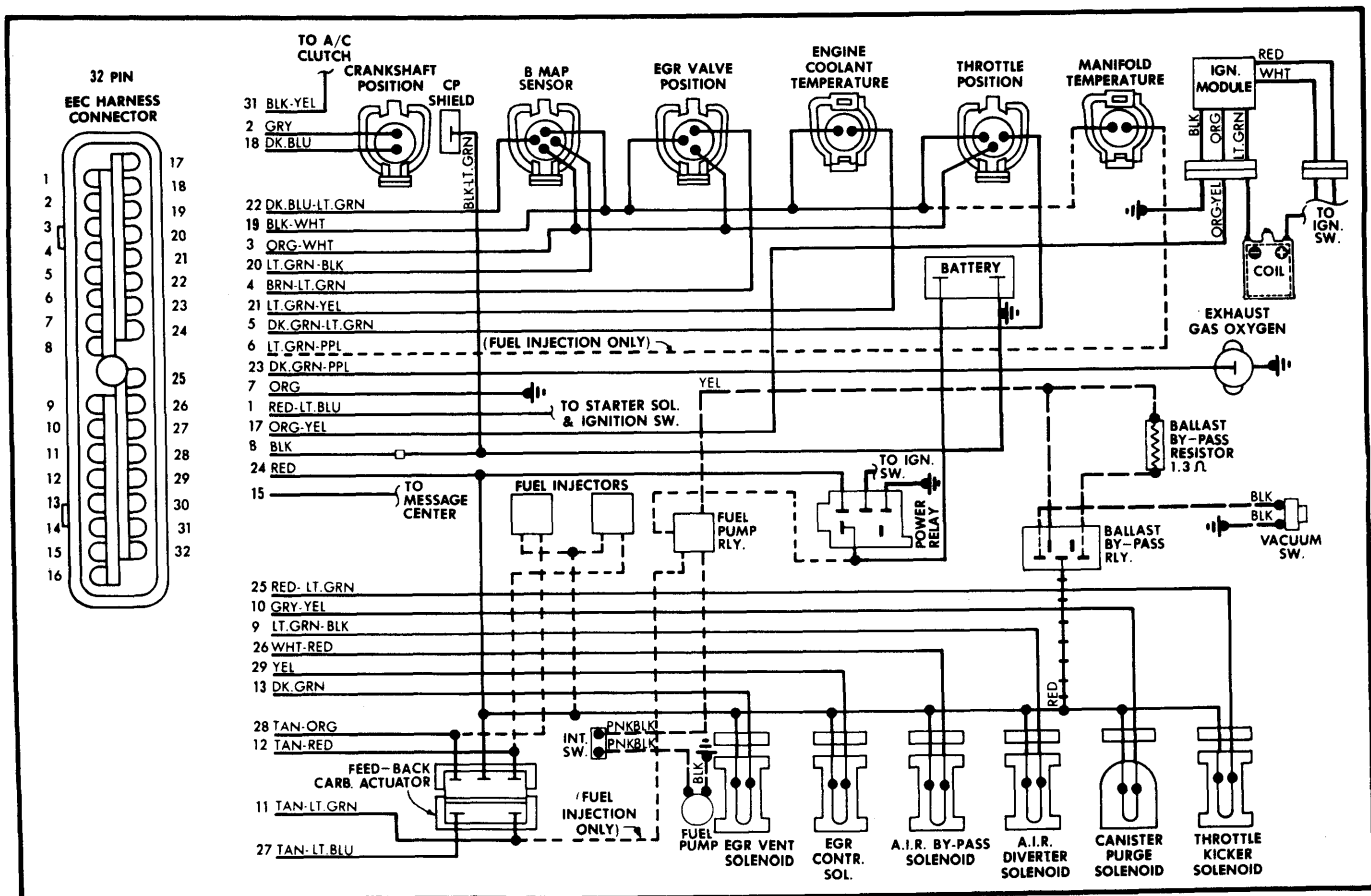 32 PIN
EEC HARNESS
CONNECTOR
1
2
3
4
5
6
7
8
9
10
11
12
13
14
15
16
17
18
19
20
21
22
23
24
25
26
27
28
29
30
31
32
TO A/C
CLUTCH
CRANKSHAFT
POSITION
CP
SHIELD
B MAP
SENSOR
EGR VALVE
POSITION
ENGINE
COOLANT
TEMPERATURE
THROTTLE
POSITION
MANIFOLD
TEMPERATURE
IGN.
MODULE
RED
WHT
BLK
ORG
LT.GRN
ORG-YEL
TO
IGN.
SW.
COIL
31 BLK-YEL
2 GRY
18 DK.BLU
BLK-LT.GRN
22 DK.BLU-LT.GRN
19 BLK-WHT
3 ORG-WHT
20 LT.GRN-BLK
4 BRN-LT.GRN
21 LT.GRN-YEL
5 DK.GRN-LT.GRN
6 LT.GRN-PPL
(FUEL INJECTION ONLY)
23 DK.GRN-PPL
7 ORG
1 RED-LT.BLU
TO STARTER SOL.
& IGNITION SW.
17 ORG-YEL
8 BLK
24 RED
15
TO
MESSAGE
CENTER
BATTERY
EXHAUST
GAS OXYGEN
YEL
BALLAST
BY-PASS
RESISTOR
1.3 Ω
FUEL INJECTORS
FUEL
PUMP
RLY.
TO IGN.
SW.
POWER
RELAY
BALLAST
BY-PASS
RLY.
BLK
BLK
VACUUM
SW.
25 RED-LT.GRN
10 GRY-YEL
9 LT.GRN-BLK
26 WHT-RED
29 YEL
13 DK.GRN
RED
28 TAN-ORG
12 TAN-RED
FEED-BACK
CARB. ACTUATOR
11 TAN-LT.GRN
27 TAN-LT.BLU
INT.
SW.
PNKBLK
PNKBLK
BLK
(FUEL
INJECTION
ONLY)
FUEL
PUMP
EGR VENT
SOLENOID
EGR
CONTR.
SOL.
A.I.R. BY-PASS
SOLENOID
A.I.R.
DIVERTER
SOLENOID
CANISTER
PURGE
SOLENOID
THROTTLE
KICKER
SOLENOID